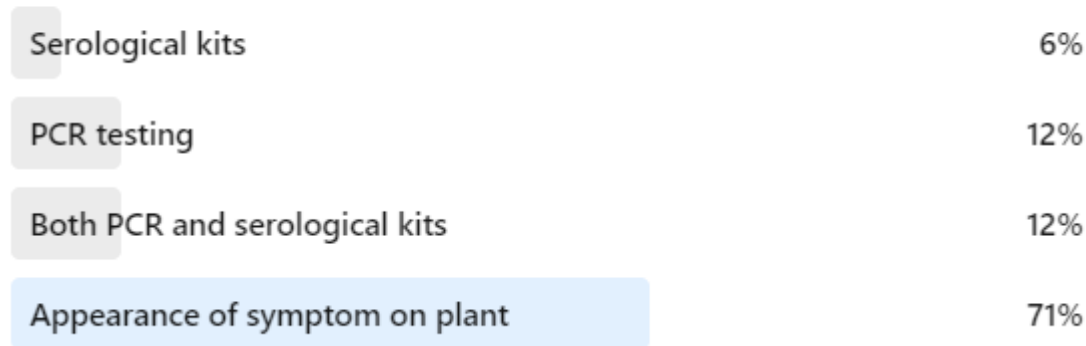 Serological kits 6%
PCR testing 12%
Both PCR and serological kits 12%
Appearance of symptom on plant 71%